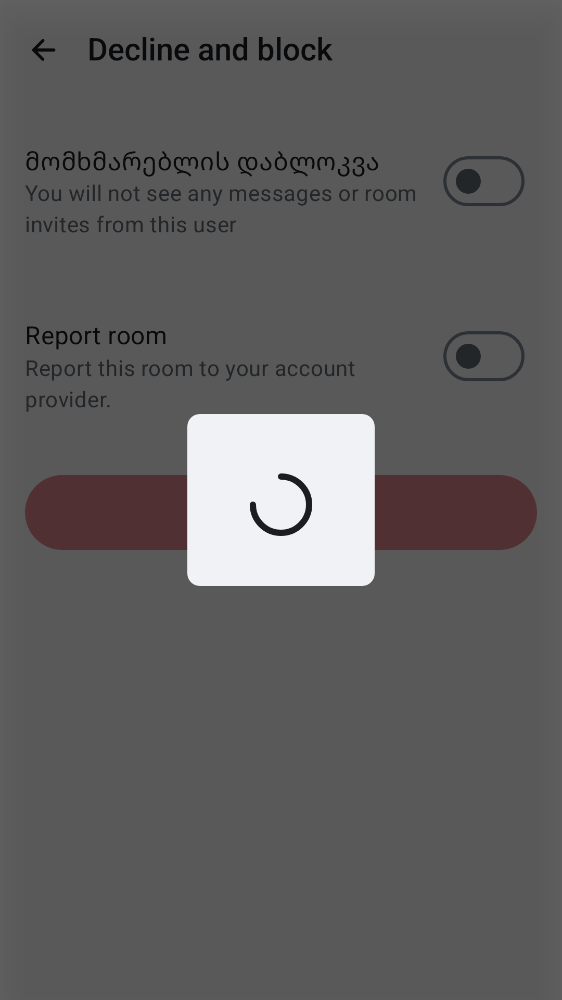 Decline and block
მომხმარებლის დაბლოკვა
You will not see any messages or room
invites from this user
Report room
Report this room to your account
provider.